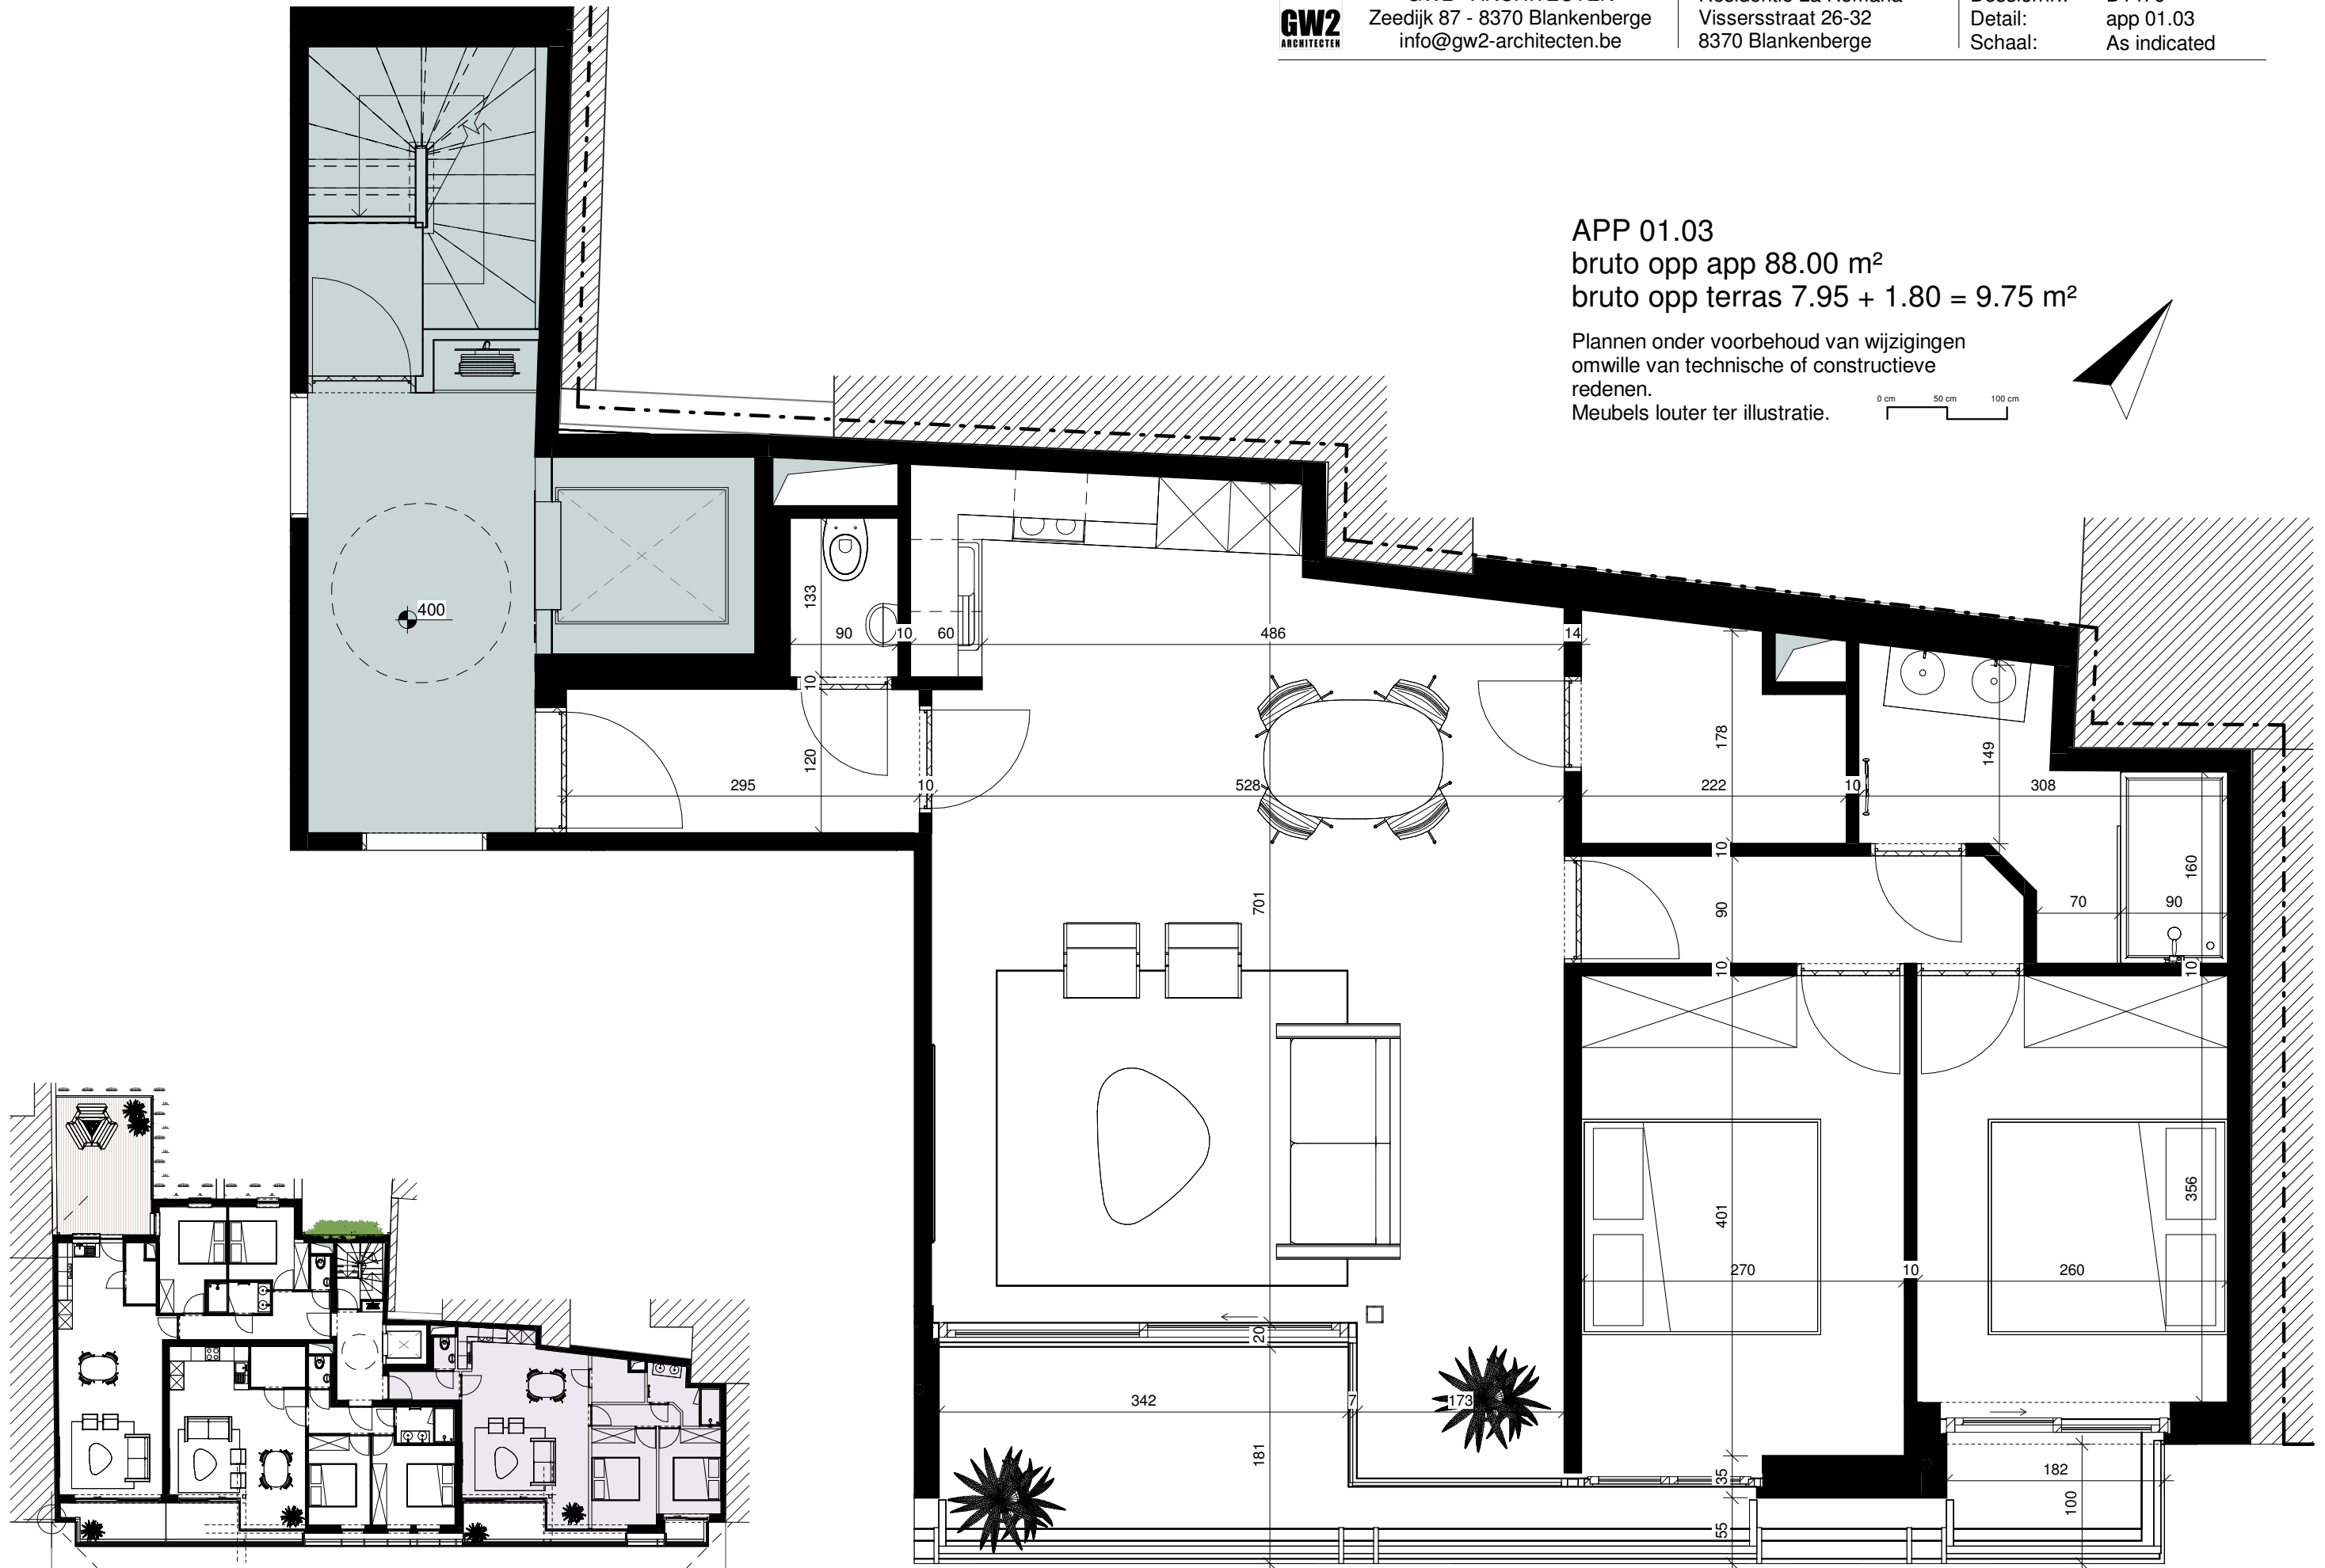 GW2
ARCHITECTEN
Zeedijk 87 - 8370 Blankenberge
info@gw2-architecten.be
Vissersstraat 26-32
8370 Blankenberge
Detail: app 01.03
Schaal: As indicated
APP 01.03
bruto opp app 88.00 m²
bruto opp terras 7.95 + 1.80 = 9.75 m²
Plannen onder voorbehoud van wijzigingen
omwille van technische of constructieve
redenen.
Meubels louter ter illustratie.
0 cm 50 cm 100 cm
400
133
90 10 60 486 14
10
120
178
149
295 10 528 222 10 308
10
160
701
90
70 90
10
10
356
401
270 10 260
20
342 7 173
181
35
182
100
55